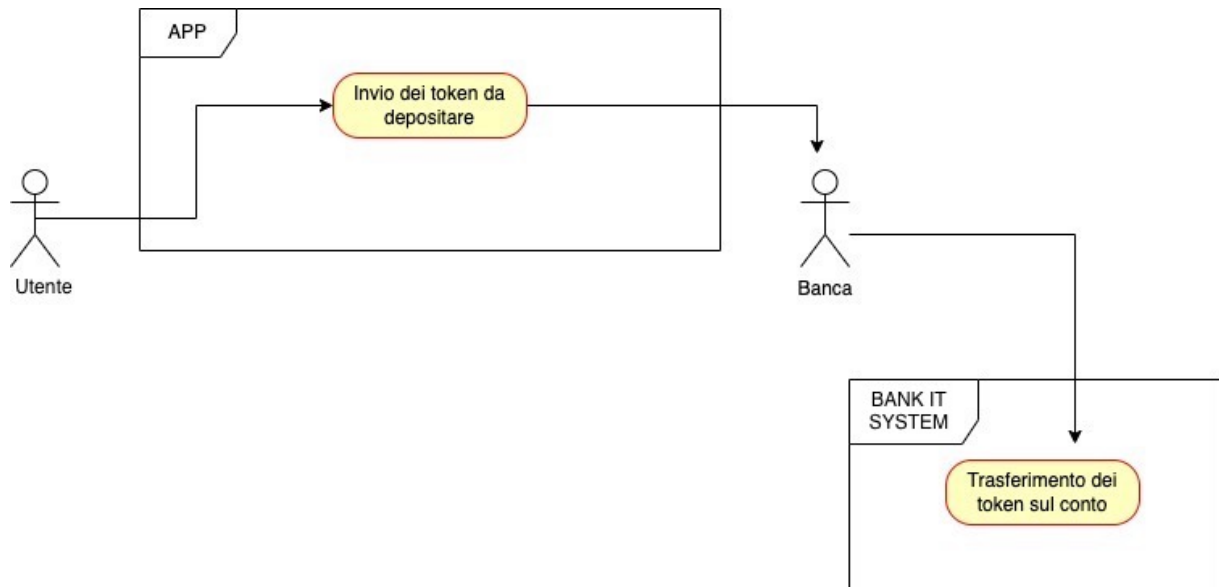 APP
Invio dei token da
depositare
Utente
Banca
BANK IT
SYSTEM
Trasferimento dei
token sul conto